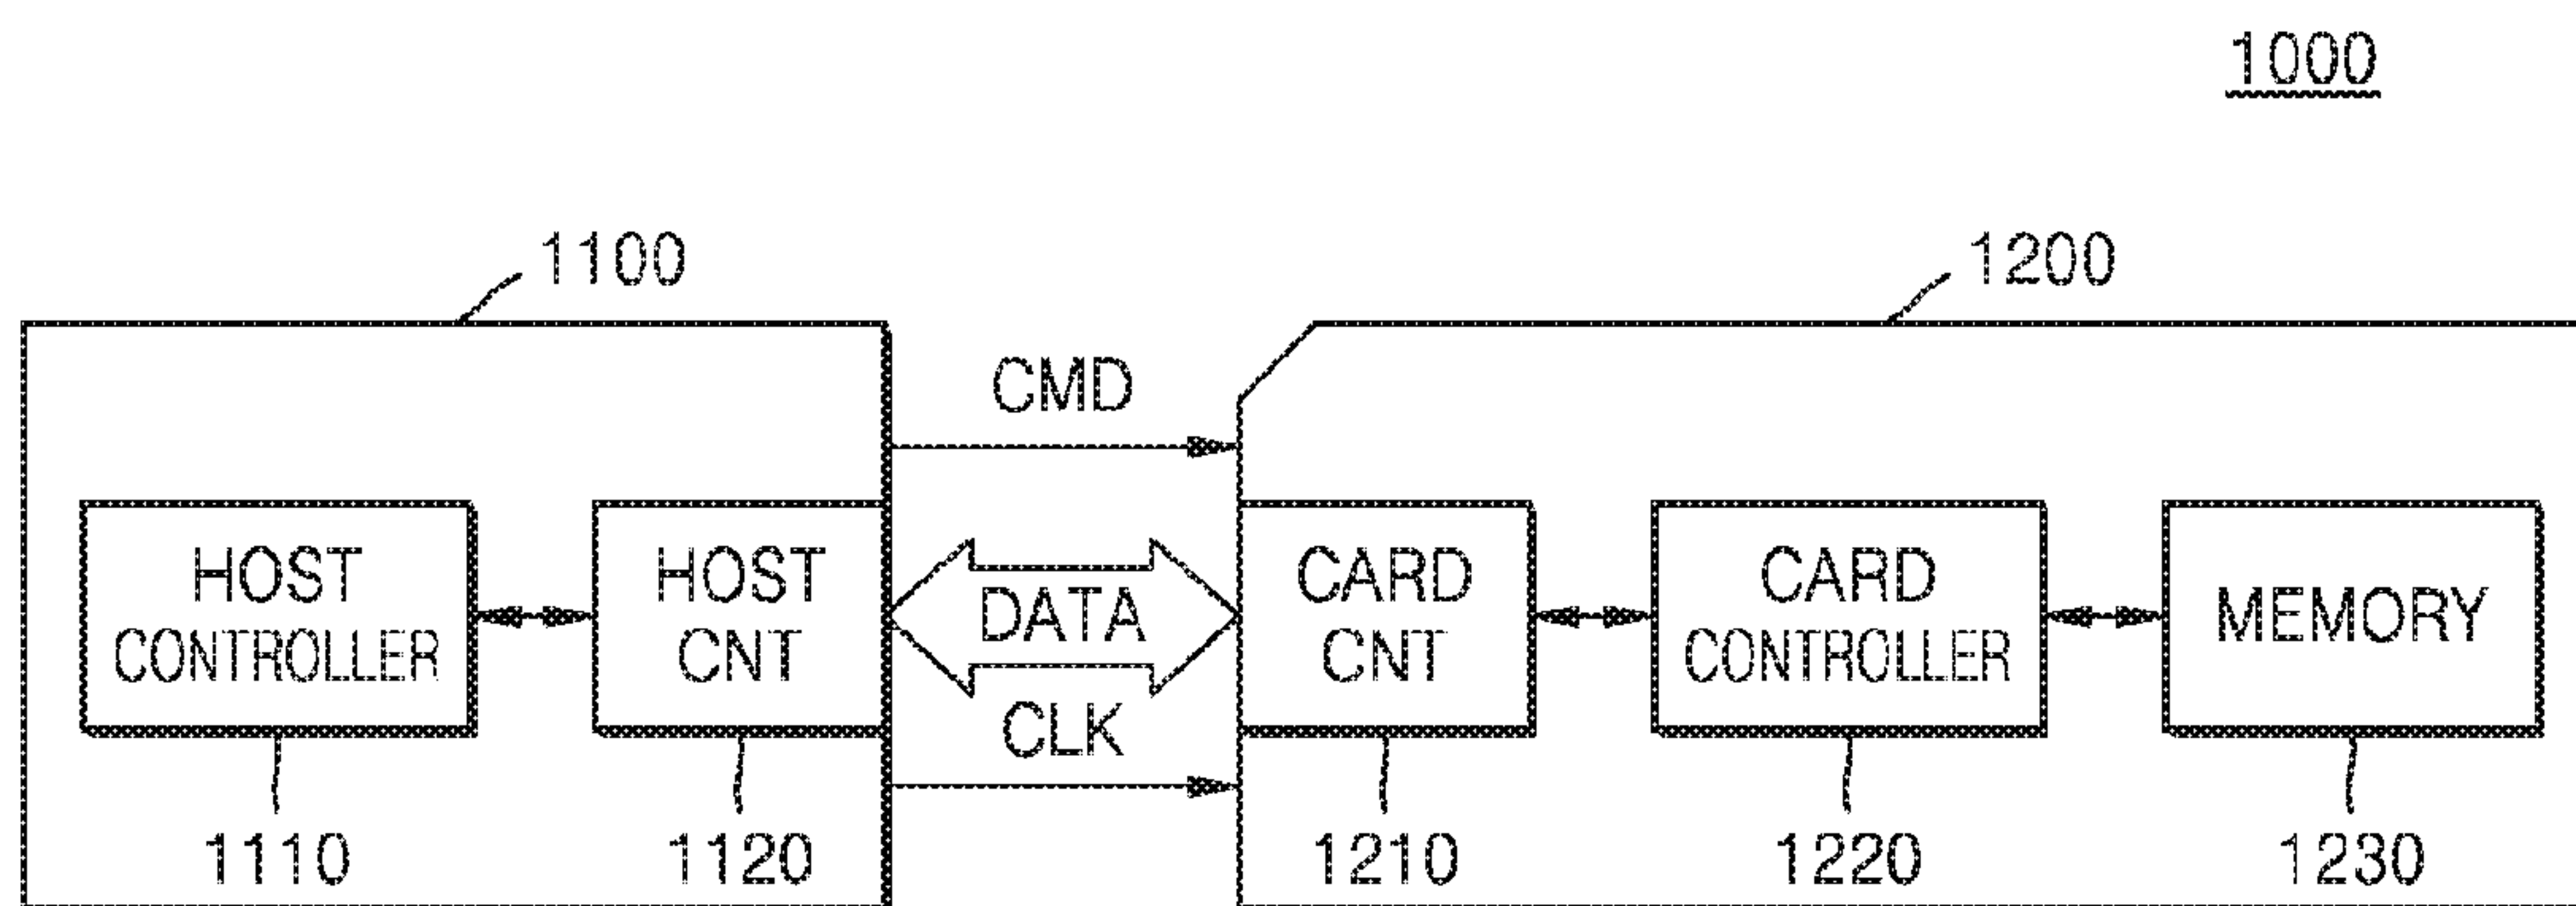 1000
1100
1200
CMD
HOST
CONTROLLER
HOST
CNT
DATA
CLK
CARD
CNT
CARD
CONTROLLER
MEMORY
1110
1120
1210
1220
1230